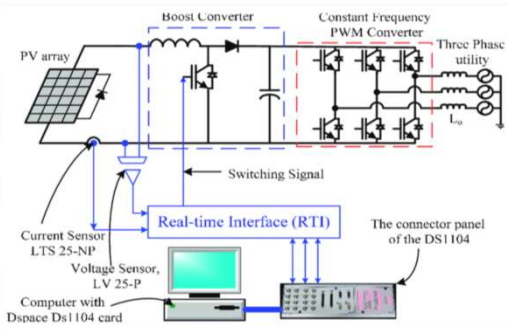 Boost Converter
Constant Frequency
PWM Converter
Three Phase
utility
PV array
Lo
Switching Signal
Real-time Interface (RTI)
Current Sensor
LTS 25-NP
Voltage Sensor,
LV 25-P
The connector panel
of the DS1104
Computer with
Dspace Ds1104 card